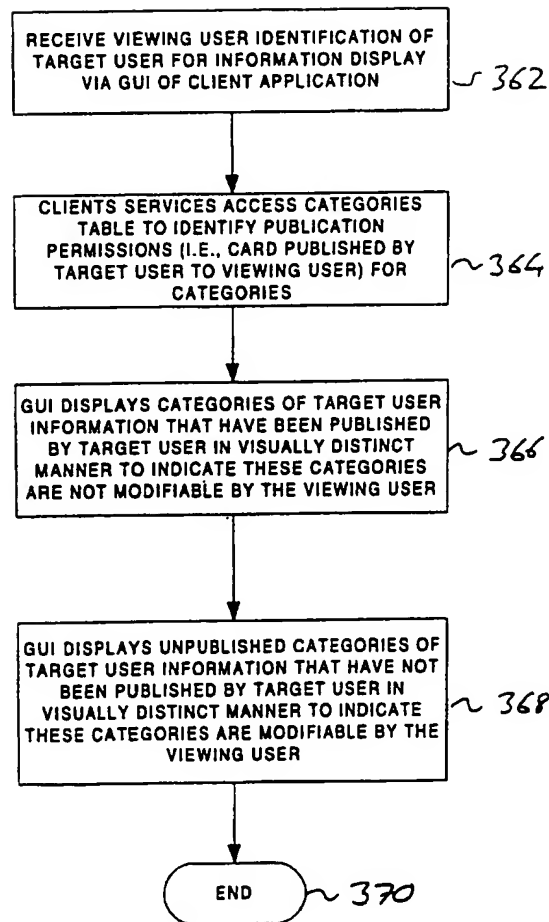 RECEIVE VIEWING USER IDENTIFICATION OF
TARGET USER FOR INFORMATION DISPLAY
VIA GUI OF CLIENT APPLICATION
362
CLIENTS SERVICES ACCESS CATEGORIES
TABLE TO IDENTIFY PUBLICATION
PERMISSIONS (I.E., CARD PUBLISHED BY
TARGET USER TO VIEWING USER) FOR
CATEGORIES
364
GUI DISPLAYS CATEGORIES OF TARGET USER
INFORMATION THAT HAVE BEEN PUBLISHED
BY TARGET USER IN VISUALLY DISTINCT
MANNER TO INDICATE THESE CATEGORIES
ARE NOT MODIFIABLE BY THE VIEWING USER
366
GUI DISPLAYS UNPUBLISHED CATEGORIES OF
TARGET USER INFORMATION THAT HAVE NOT
BEEN PUBLISHED BY TARGET USER IN
VISUALLY DISTINCT MANNER TO INDICATE
THESE CATEGORIES ARE MODIFIABLE BY THE
VIEWING USER
368
END
370